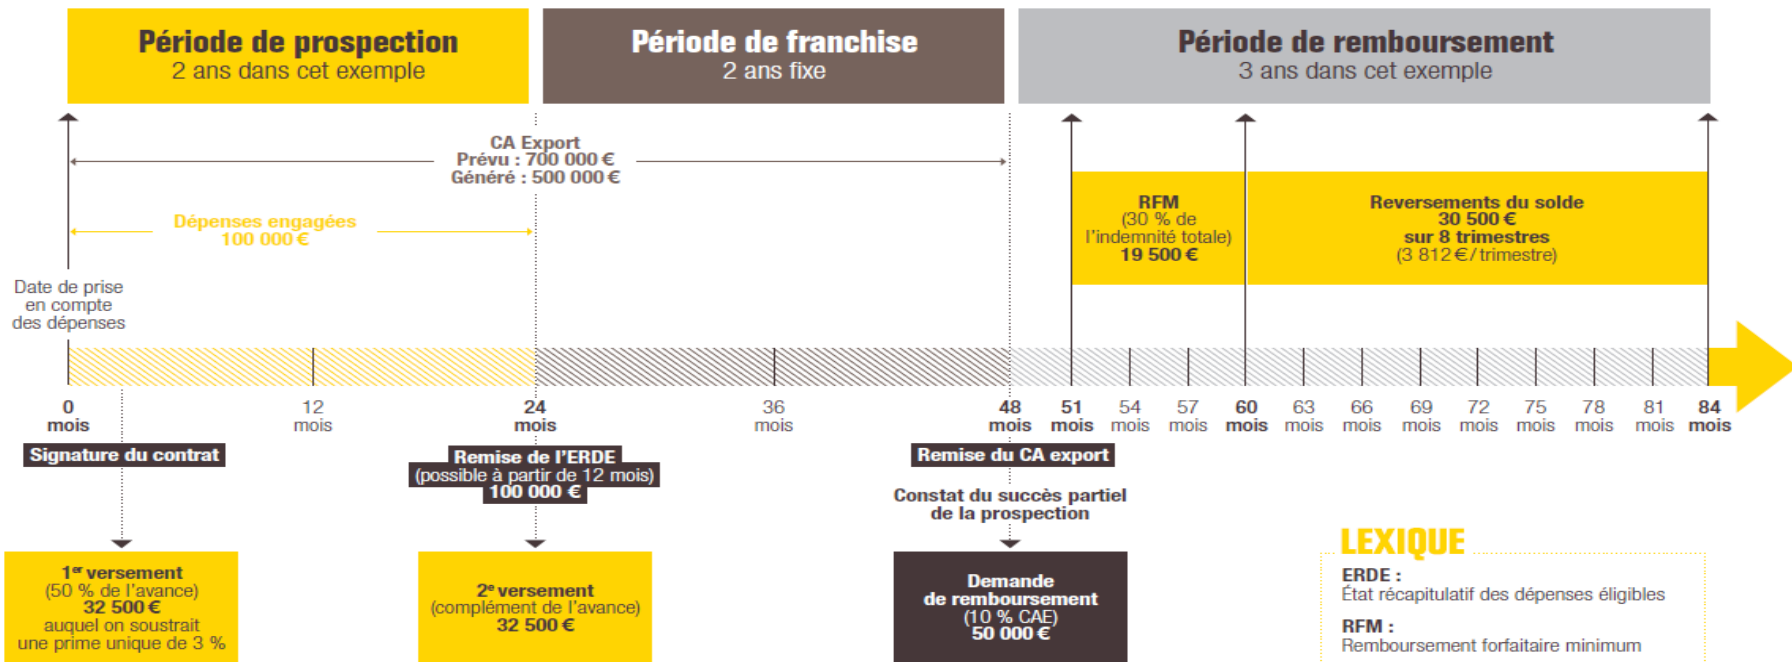 Période de prospection
2 ans dans cet exemple
Période de franchise
2 ans fixe
Période de remboursement
3 ans dans cet exemple
CA Export
Prévu : 700 000 €
Généré : 500 000 €
Dépenses engagées
100 000 €
RFM
(30 % de
l'indemnité totale)
19 500 €
Reversements du solde
30 500 €
sur 8 trimestres
(3 812 €/trimestre)
Date de prise
en compte
des dépenses
0
mois
12
mois
24
mois
36
mois
48
mois
51
mois
54
mois
57
mois
60
mois
63
mois
66
mois
69
mois
72
mois
75
mois
78
mois
81
mois
84
mois
Signature du contrat
Remise de l'ERDE
(possible à partir de 12 mois)
100 000 €
Remise du CA export
Constat du succès partiel
de la prospection
1er versement
(50 % de l'avance)
32 500 €
auquel on soustrait
une prime unique de 3 %
2e versement
(complément de l'avance)
32 500 €
Demande
de remboursement
(10 % CAE)
50 000 €
LEXIQUE
ERDE :
État récapitulatif des dépenses éligibles
RFM :
Remboursement forfaitaire minimum